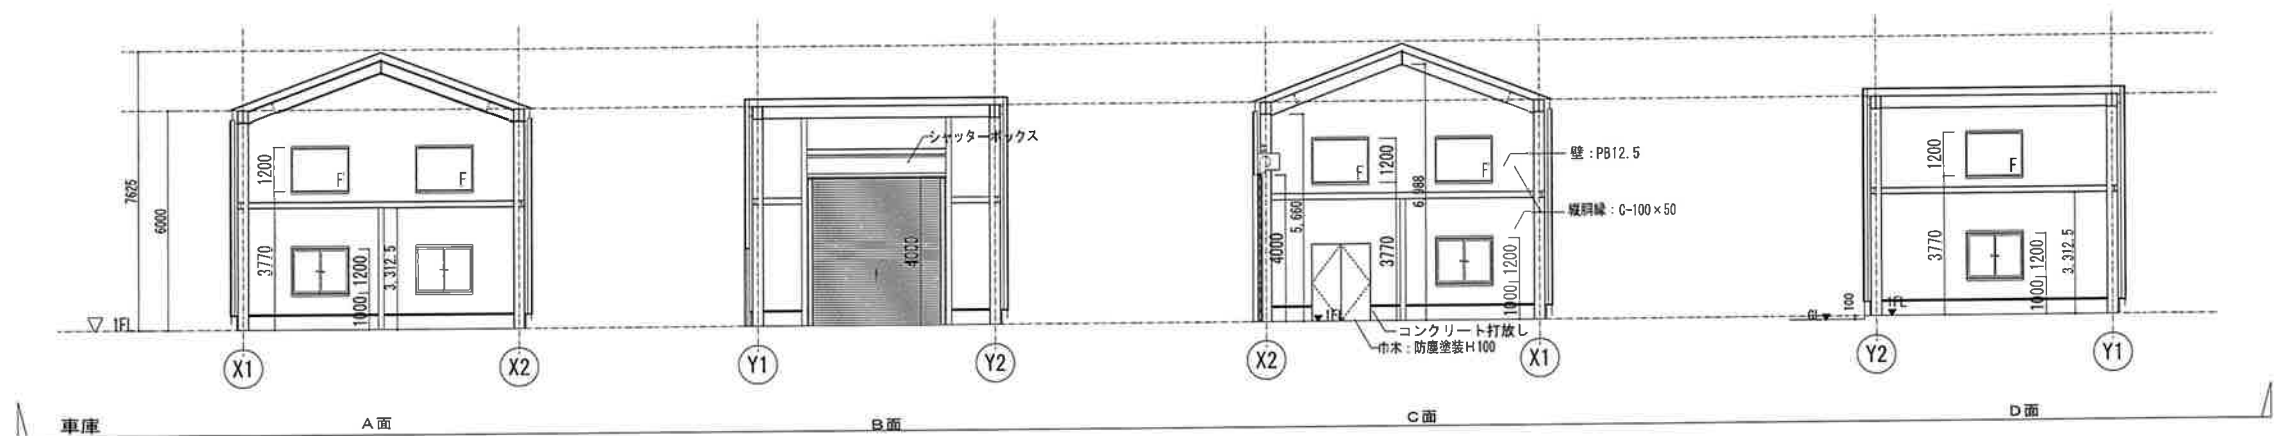 7625
6000
1200
F
F
3770
1000
1200
3,312.5
1FL
X1
X2
A面
シャッターボックス
4000
Y1
Y2
B面
1200
F
F
壁：PB12.5
5,660
6,988
縦胴縁：C-100×50
4000
3770
1000
1200
1FL
コンクリート打放し
巾木：防塵塗装H100
X2
X1
C面
1200
F
3770
1000
1200
3,312.5
100
GL
1FL
Y2
Y1
D面
車庫